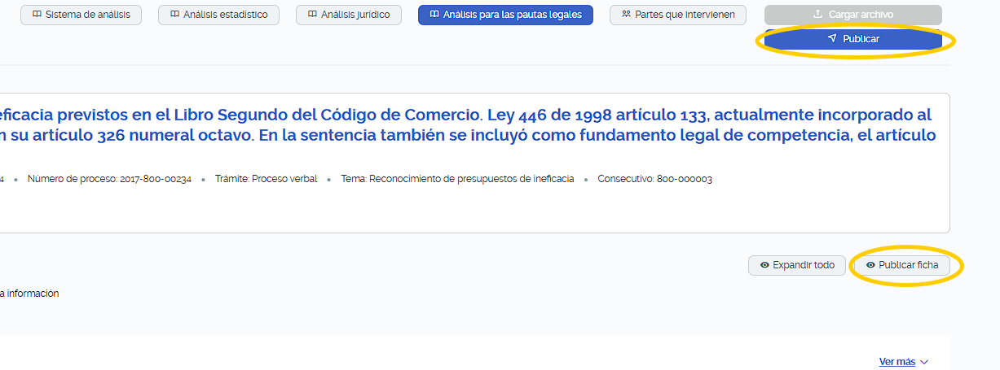 Sistema de análisis
Análisis estadístico
Análisis jurídico
Análisis para las pautas legales
Partes que intervienen
Cargar archivo
Publicar
eficacia previstos en el Libro Segundo del Código de Comercio. Ley 446 de 1998 artículo 133, actualmente incorporado al
n su artículo 326 numeral octavo. En la sentencia también se incluyó como fundamento legal de competencia, el artículo
4 • Número de proceso: 2017-800-00234 • Trámite: Proceso verbal • Tema: Reconocimiento de presupuestos de ineficacia • Consecutivo: 800-000003
Expandir todo
Publicar ficha
a información
Ver más